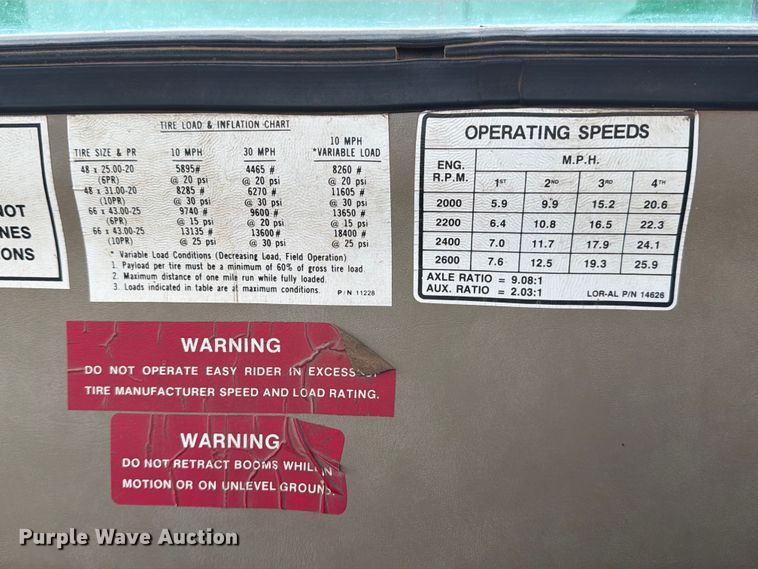 NOT
NES
ONS
TIRE LOAD & INFLATION CHART
TIRE SIZE & PR 10 MPH 30 MPH 10 MPH *VARIABLE LOAD
48 x 25.00-20 5895# 4465 # 8260 #
(6PR) @ 20 psi @ 20 psi @ 20 psi
48 x 31.00-20 8285 # 6270 # 11605 #
(10PR) @ 30 psi @ 30 psi @ 30 psi
66 x 43.00-25 9740 # 9600 # 13650 #
(6PR) @ 15 psi @ 20 psi @ 15 psi
66 x 43.00-25 13135 # 13600# 18400 #
(10PR) @ 25 psi @ 30 psi @ 25 psi
* Variable Load Conditions (Decreasing Load, Field Operation)
1. Payload per tire must be a minimum of 60% of gross tire load.
2. Maximum distance of one mile run while fully loaded.
3. Loads indicated in table are at maximum conditions. P/N 11228
OPERATING SPEEDS
ENG. R.P.M. M.P.H.
1ST 2ND 3RD 4TH
2000 5.9 9.9 15.2 20.6
2200 6.4 10.8 16.5 22.3
2400 7.0 11.7 17.9 24.1
2600 7.6 12.5 19.3 25.9
AXLE RATIO = 9.08:1
AUX. RATIO = 2.03:1 LOR-AL P/N 14626
WARNING
DO NOT OPERATE EASY RIDER IN EXCESS
TIRE MANUFACTURER SPEED AND LOAD RATING.
WARNING
DO NOT RETRACT BOOMS WHILE IN
MOTION OR ON UNLEVEL GROUND.
Purple Wave Auction